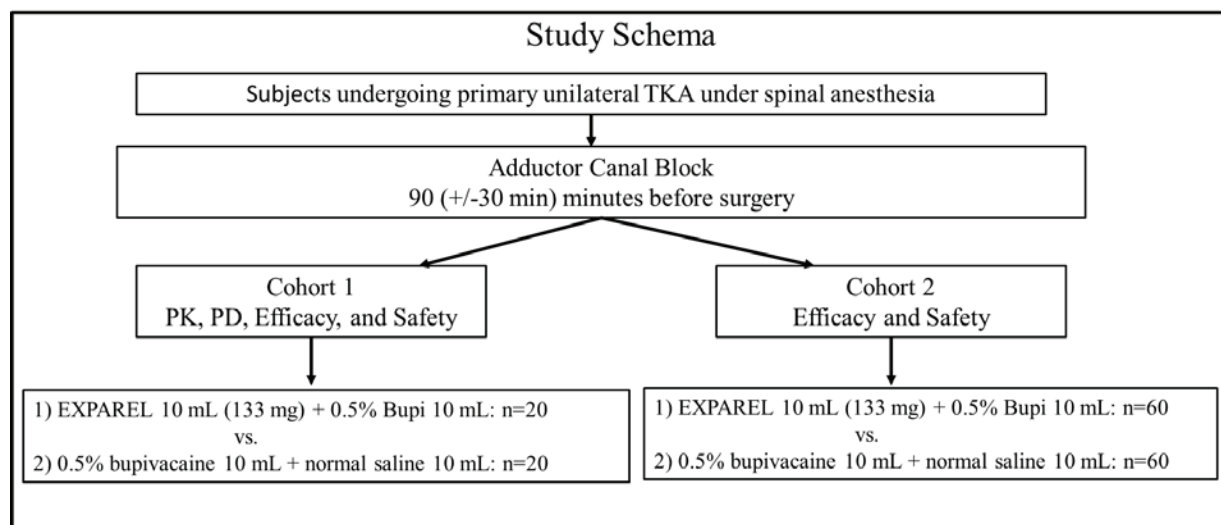 Study Schema
Subjects undergoing primary unilateral TKA under spinal anesthesia
Adductor Canal Block
90 (+/-30 min) minutes before surgery
Cohort 1
PK, PD, Efficacy, and Safety
Cohort 2
Efficacy and Safety
1) EXPAREL 10 mL (133 mg) + 0.5% Bupi 10 mL: n=20
vs.
2) 0.5% bupivacaine 10 mL + normal saline 10 mL: n=20
1) EXPAREL 10 mL (133 mg) + 0.5% Bupi 10 mL: n=60
vs.
2) 0.5% bupivacaine 10 mL + normal saline 10 mL: n=60